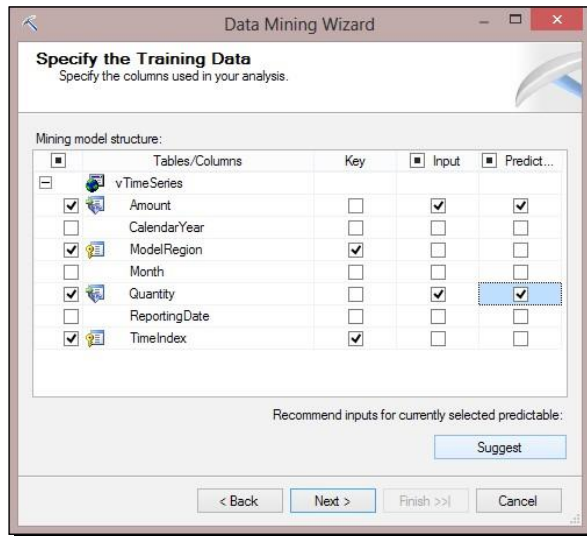 Data Mining Wizard
Specify the Training Data
Specify the columns used in your analysis.
Mining model structure:
Tables/Columns Key Input Predict...
vTimeSeries
Amount
CalendarYear
ModelRegion
Month
Quantity
ReportingDate
TimeIndex
Recommend inputs for currently selected predictable:
Suggest
< Back Next > Finish >>| Cancel